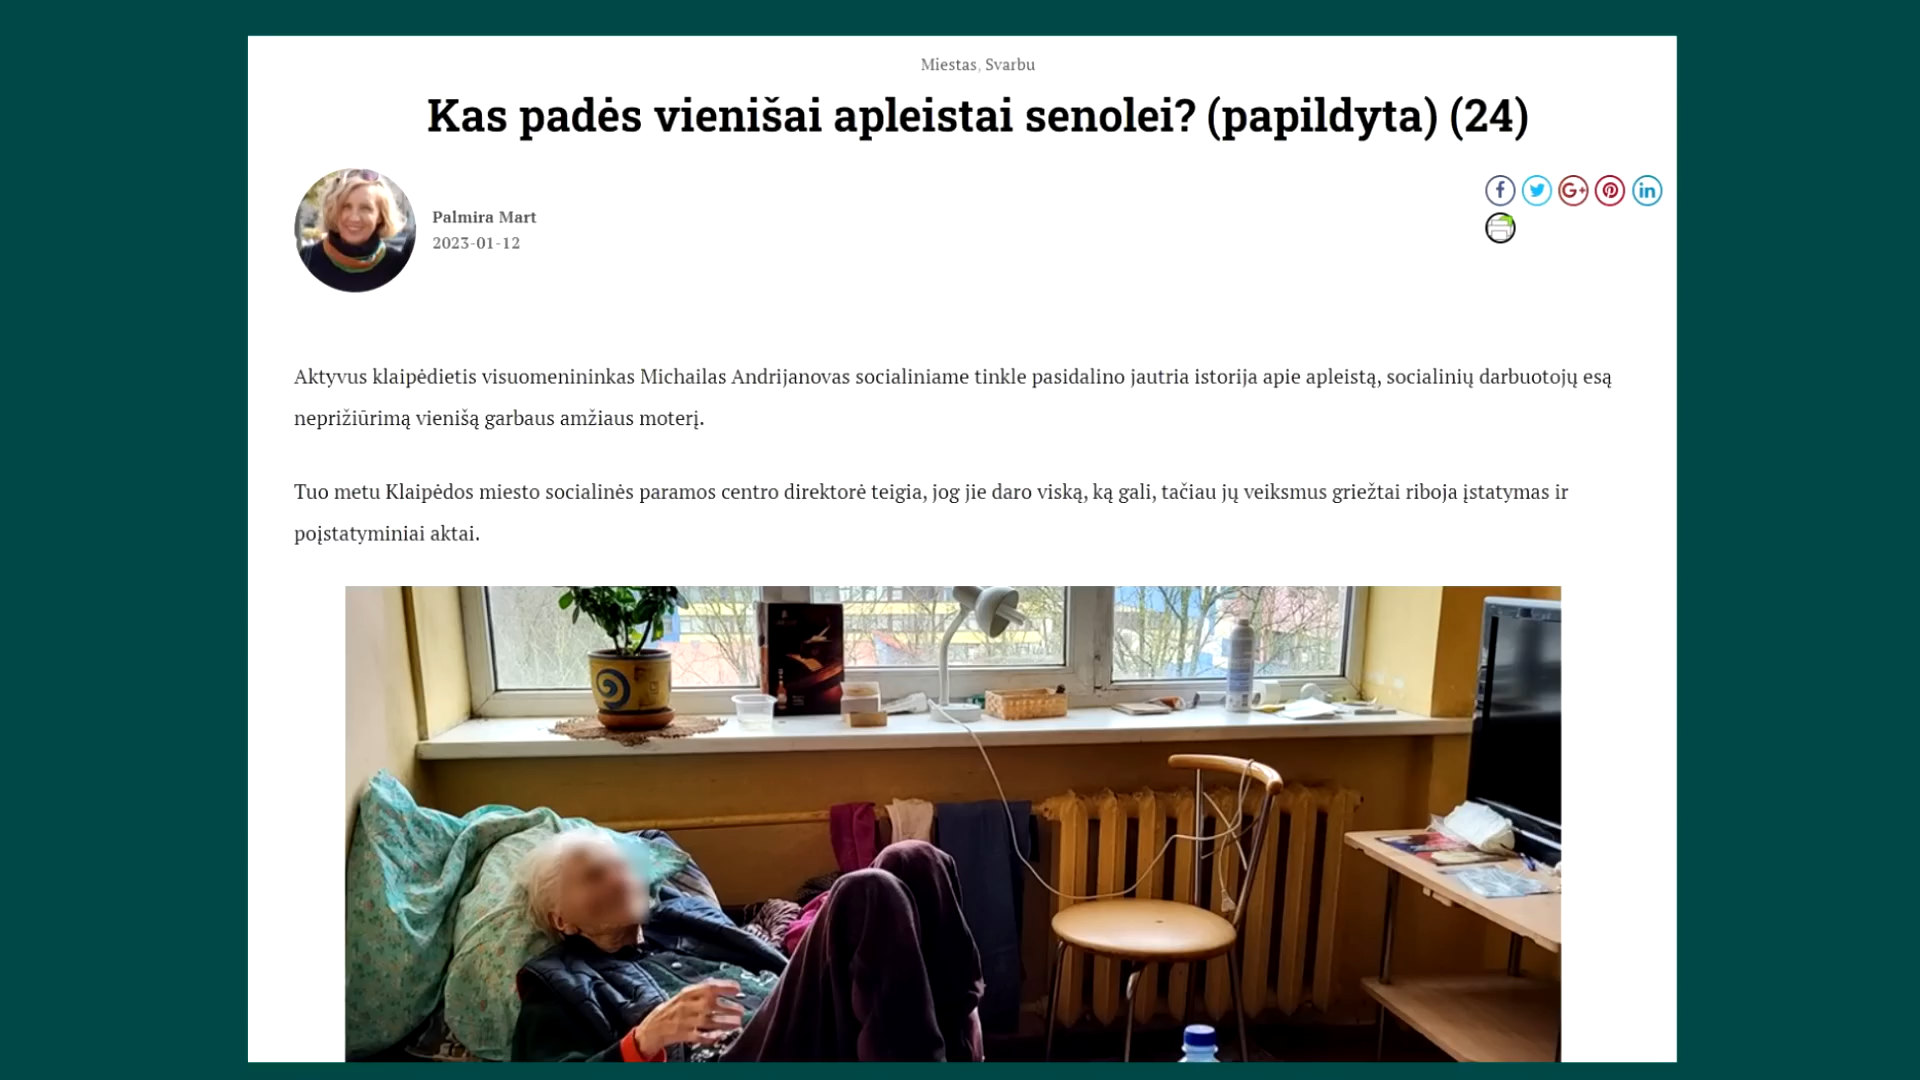 Miestas, Svarbu
Kas padės vienišai apleistai senolei? (papildyta) (24)
Palmira Mart
2023-01-12
Aktyvus klaipėdietis visuomenininkas Michailas Andrijanovas socialiniame tinkle pasidalino jautria istorija apie apleistą, socialinių darbuotojų esą
neprižiūrimą vienišą garbaus amžiaus moterį.
Tuo metu Klaipėdos miesto socialinės paramos centro direktorė teigia, jog jie daro viską, ką gali, tačiau jų veiksmus griežtai riboja įstatymas ir
poįstatyminiai aktai.